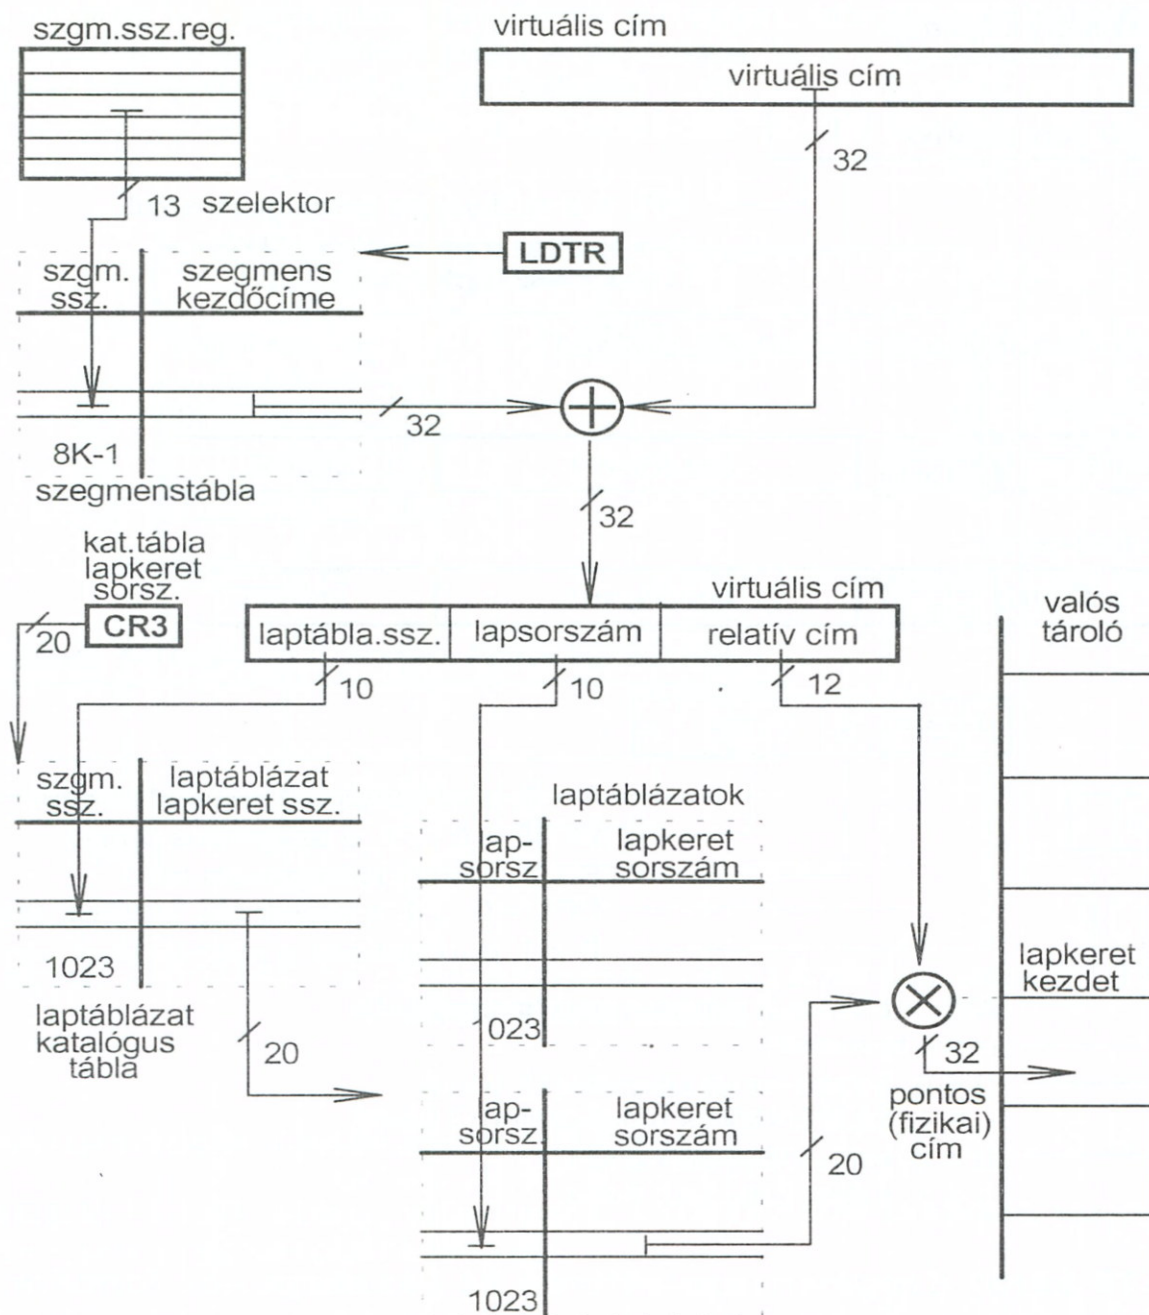 szgm.ssz.reg.
virtuális cím
virtuális cím
32
13
szelektor
LDTR
szgm.
ssz.
szegmens
kezdőcíme
32
8K-1
szegmenstábla
32
kat.tábla
lapkeret
sorsz.
CR3
20
virtuális cím
laptábla.ssz.
lapsorszám
relatív cím
10
10
12
valós
tároló
szgm.
ssz.
laptáblázat
lapkeret ssz.
1023
laptáblázat
katalógus
tábla
20
laptáblázatok
lap-
sorsz
lapkeret
sorszám
023
lap-
sorsz.
lapkeret
sorszám
1023
20
32
pontos
(fizikai)
cím
lapkeret
kezdet